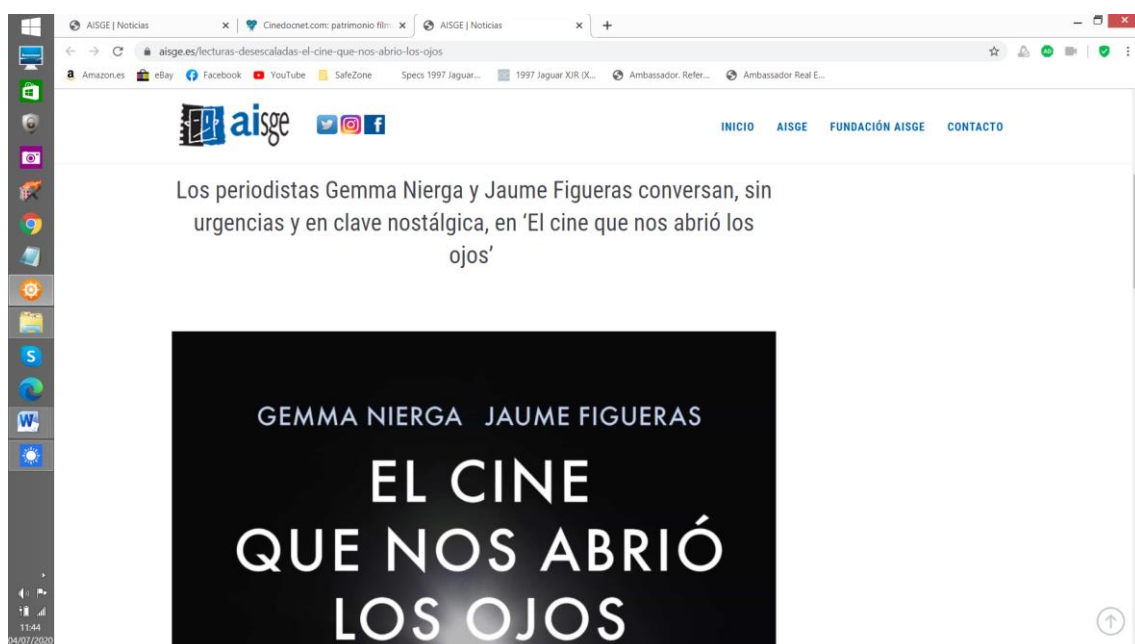 AISGE | Noticias
Cinedocnet.com: patrimonio film
AISGE | Noticias
aisge.es/lecturas-desescaladas-el-cine-que-nos-abrio-los-ojos
Amazon.es eBay Facebook YouTube SafeZone Specs 1997 Jaguar... 1997 Jaguar XJR (X... Ambassador. Refer... Ambassador Real E...
aisge
INICIO AISGE FUNDACIÓN AISGE CONTACTO
Los periodistas Gemma Nierga y Jaume Figueras conversan, sin
urgencias y en clave nostálgica, en ‘El cine que nos abrió los
ojos’
GEMMA NIERGA JAUME FIGUERAS
EL CINE
QUE NOS ABRIÓ
LOS OJOS
11:44
04/07/2020